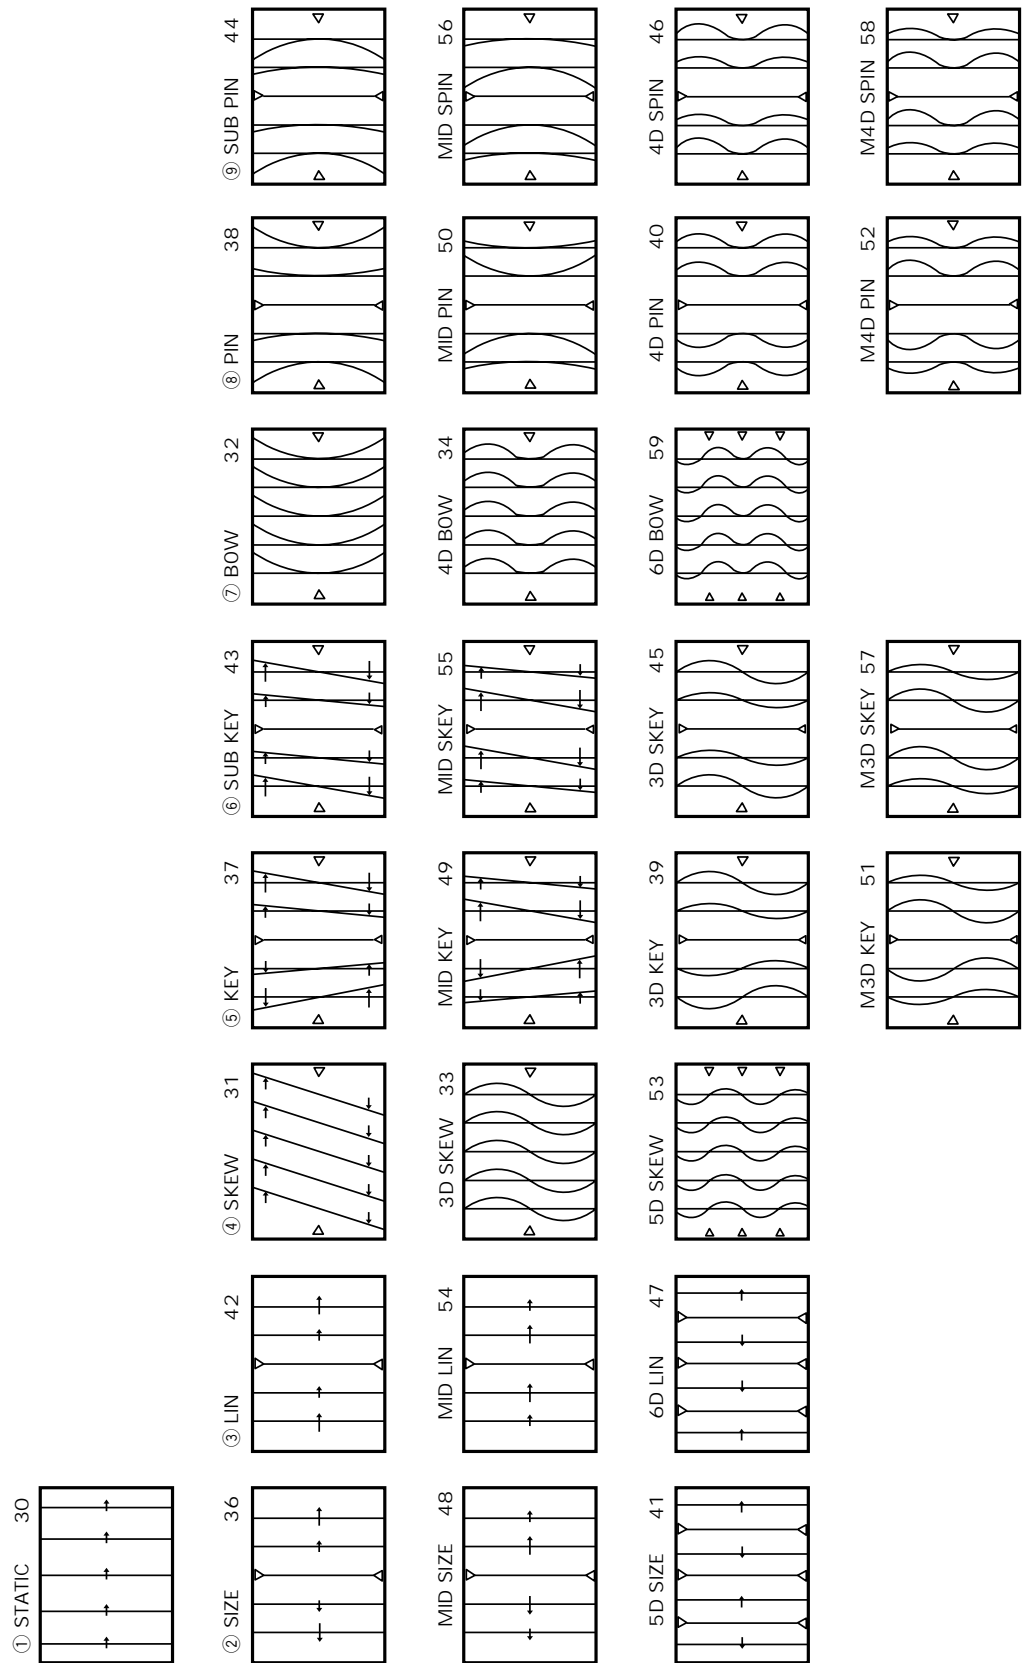 ① STATIC 30
② SIZE 36
③ LIN 42
④ SKEW 31
⑤ KEY 37
⑥ SUB KEY 43
⑦ BOW 32
⑧ PIN 38
⑨ SUB PIN 44
MID SIZE 48
MID LIN 54
3D SKEW 33
MID KEY 49
MID SKEY 55
4D BOW 34
MID PIN 50
MID SPIN 56
5D SIZE 41
6D LIN 47
5D SKEW 53
3D KEY 39
3D SKEY 45
6D BOW 59
4D PIN 40
4D SPIN 46
M3D KEY 51
M3D SKEY 57
M4D PIN 52
M4D SPIN 58